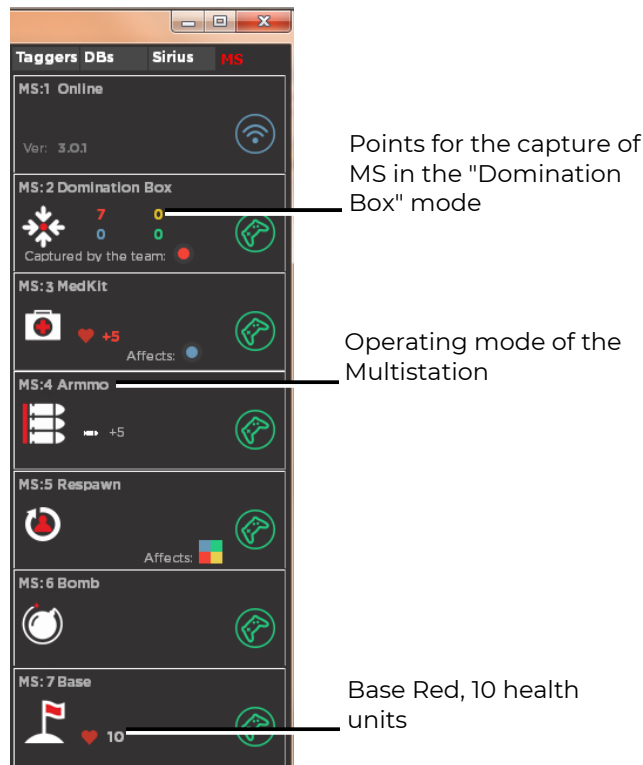 Taggers DBs Sirius MS
MS:1 Online
Ver: 3.0.1
MS:2 Domination Box
7 0
0 0
Captured by the team:
MS:3 MedKit
+5
Affects:
MS:4 Armmo
+5
MS:5 Respawn
Affects:
MS:6 Bomb
MS:7 Base
10
Points for the capture of
MS in the "Domination
Box" mode
Operating mode of the
Multistation
Base Red, 10 health
units